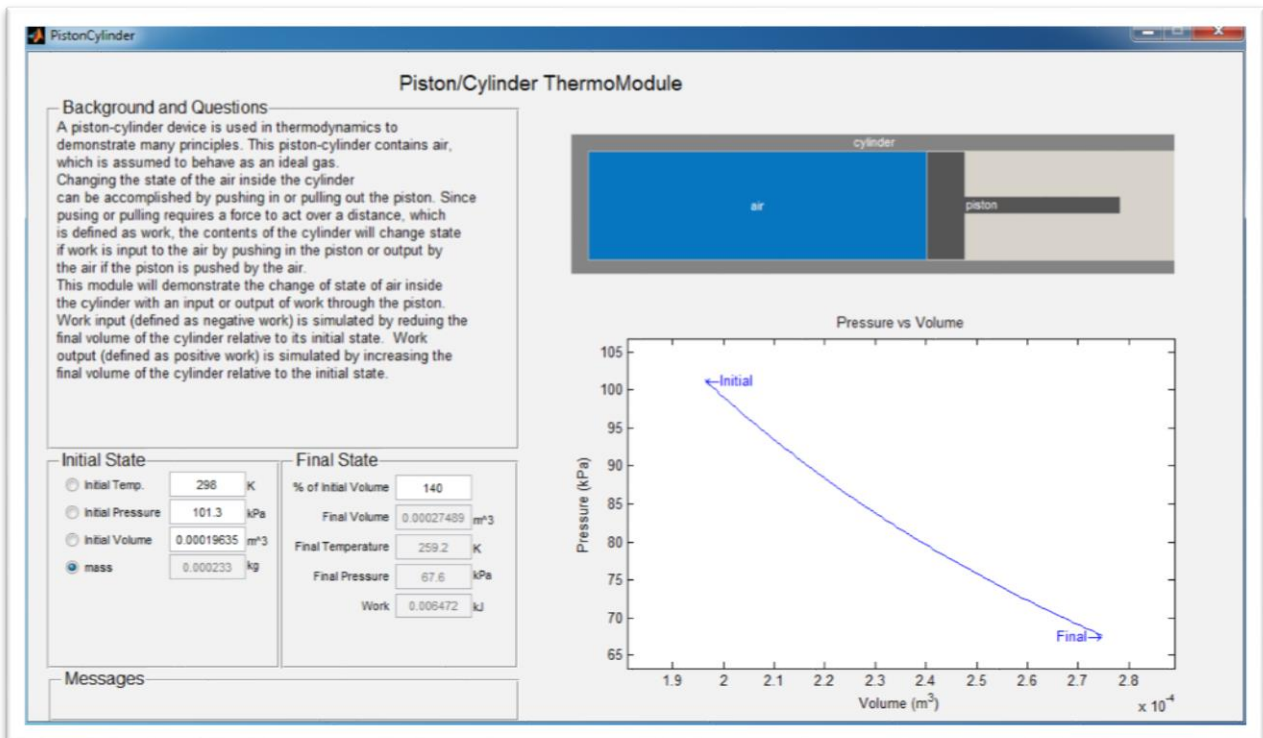 PistonCylinder
Piston/Cylinder ThermoModule
Background and Questions
A piston-cylinder device is used in thermodynamics to
demonstrate many principles. This piston-cylinder contains air,
which is assumed to behave as an ideal gas.
Changing the state of the air inside the cylinder
can be accomplished by pushing in or pulling out the piston. Since
pusing or pulling requires a force to act over a distance, which
is defined as work, the contents of the cylinder will change state
if work is input to the air by pushing in the piston or output by
the air if the piston is pushed by the air.
This module will demonstrate the change of state of air inside
the cylinder with an input or output of work through the piston.
Work input (defined as negative work) is simulated by reduing the
final volume of the cylinder relative to its initial state. Work
output (defined as positive work) is simulated by increasing the
final volume of the cylinder relative to the initial state.
Initial State
Initial Temp. 298 K
Initial Pressure 101.3 kPa
Initial Volume 0.00019635 m^3
mass 0.000233 kg
Final State
% of Initial Volume 140
Final Volume 0.00027489 m^3
Final Temperature 259.2 K
Final Pressure 67.6 kPa
Work 0.006472 kJ
Messages
cylinder
air
piston
Pressure vs Volume
Pressure (kPa)
105
100
95
90
85
80
75
70
65
←Initial
Final→
1.9 2 2.1 2.2 2.3 2.4 2.5 2.6 2.7 2.8
Volume (m³)
x 10⁻⁴